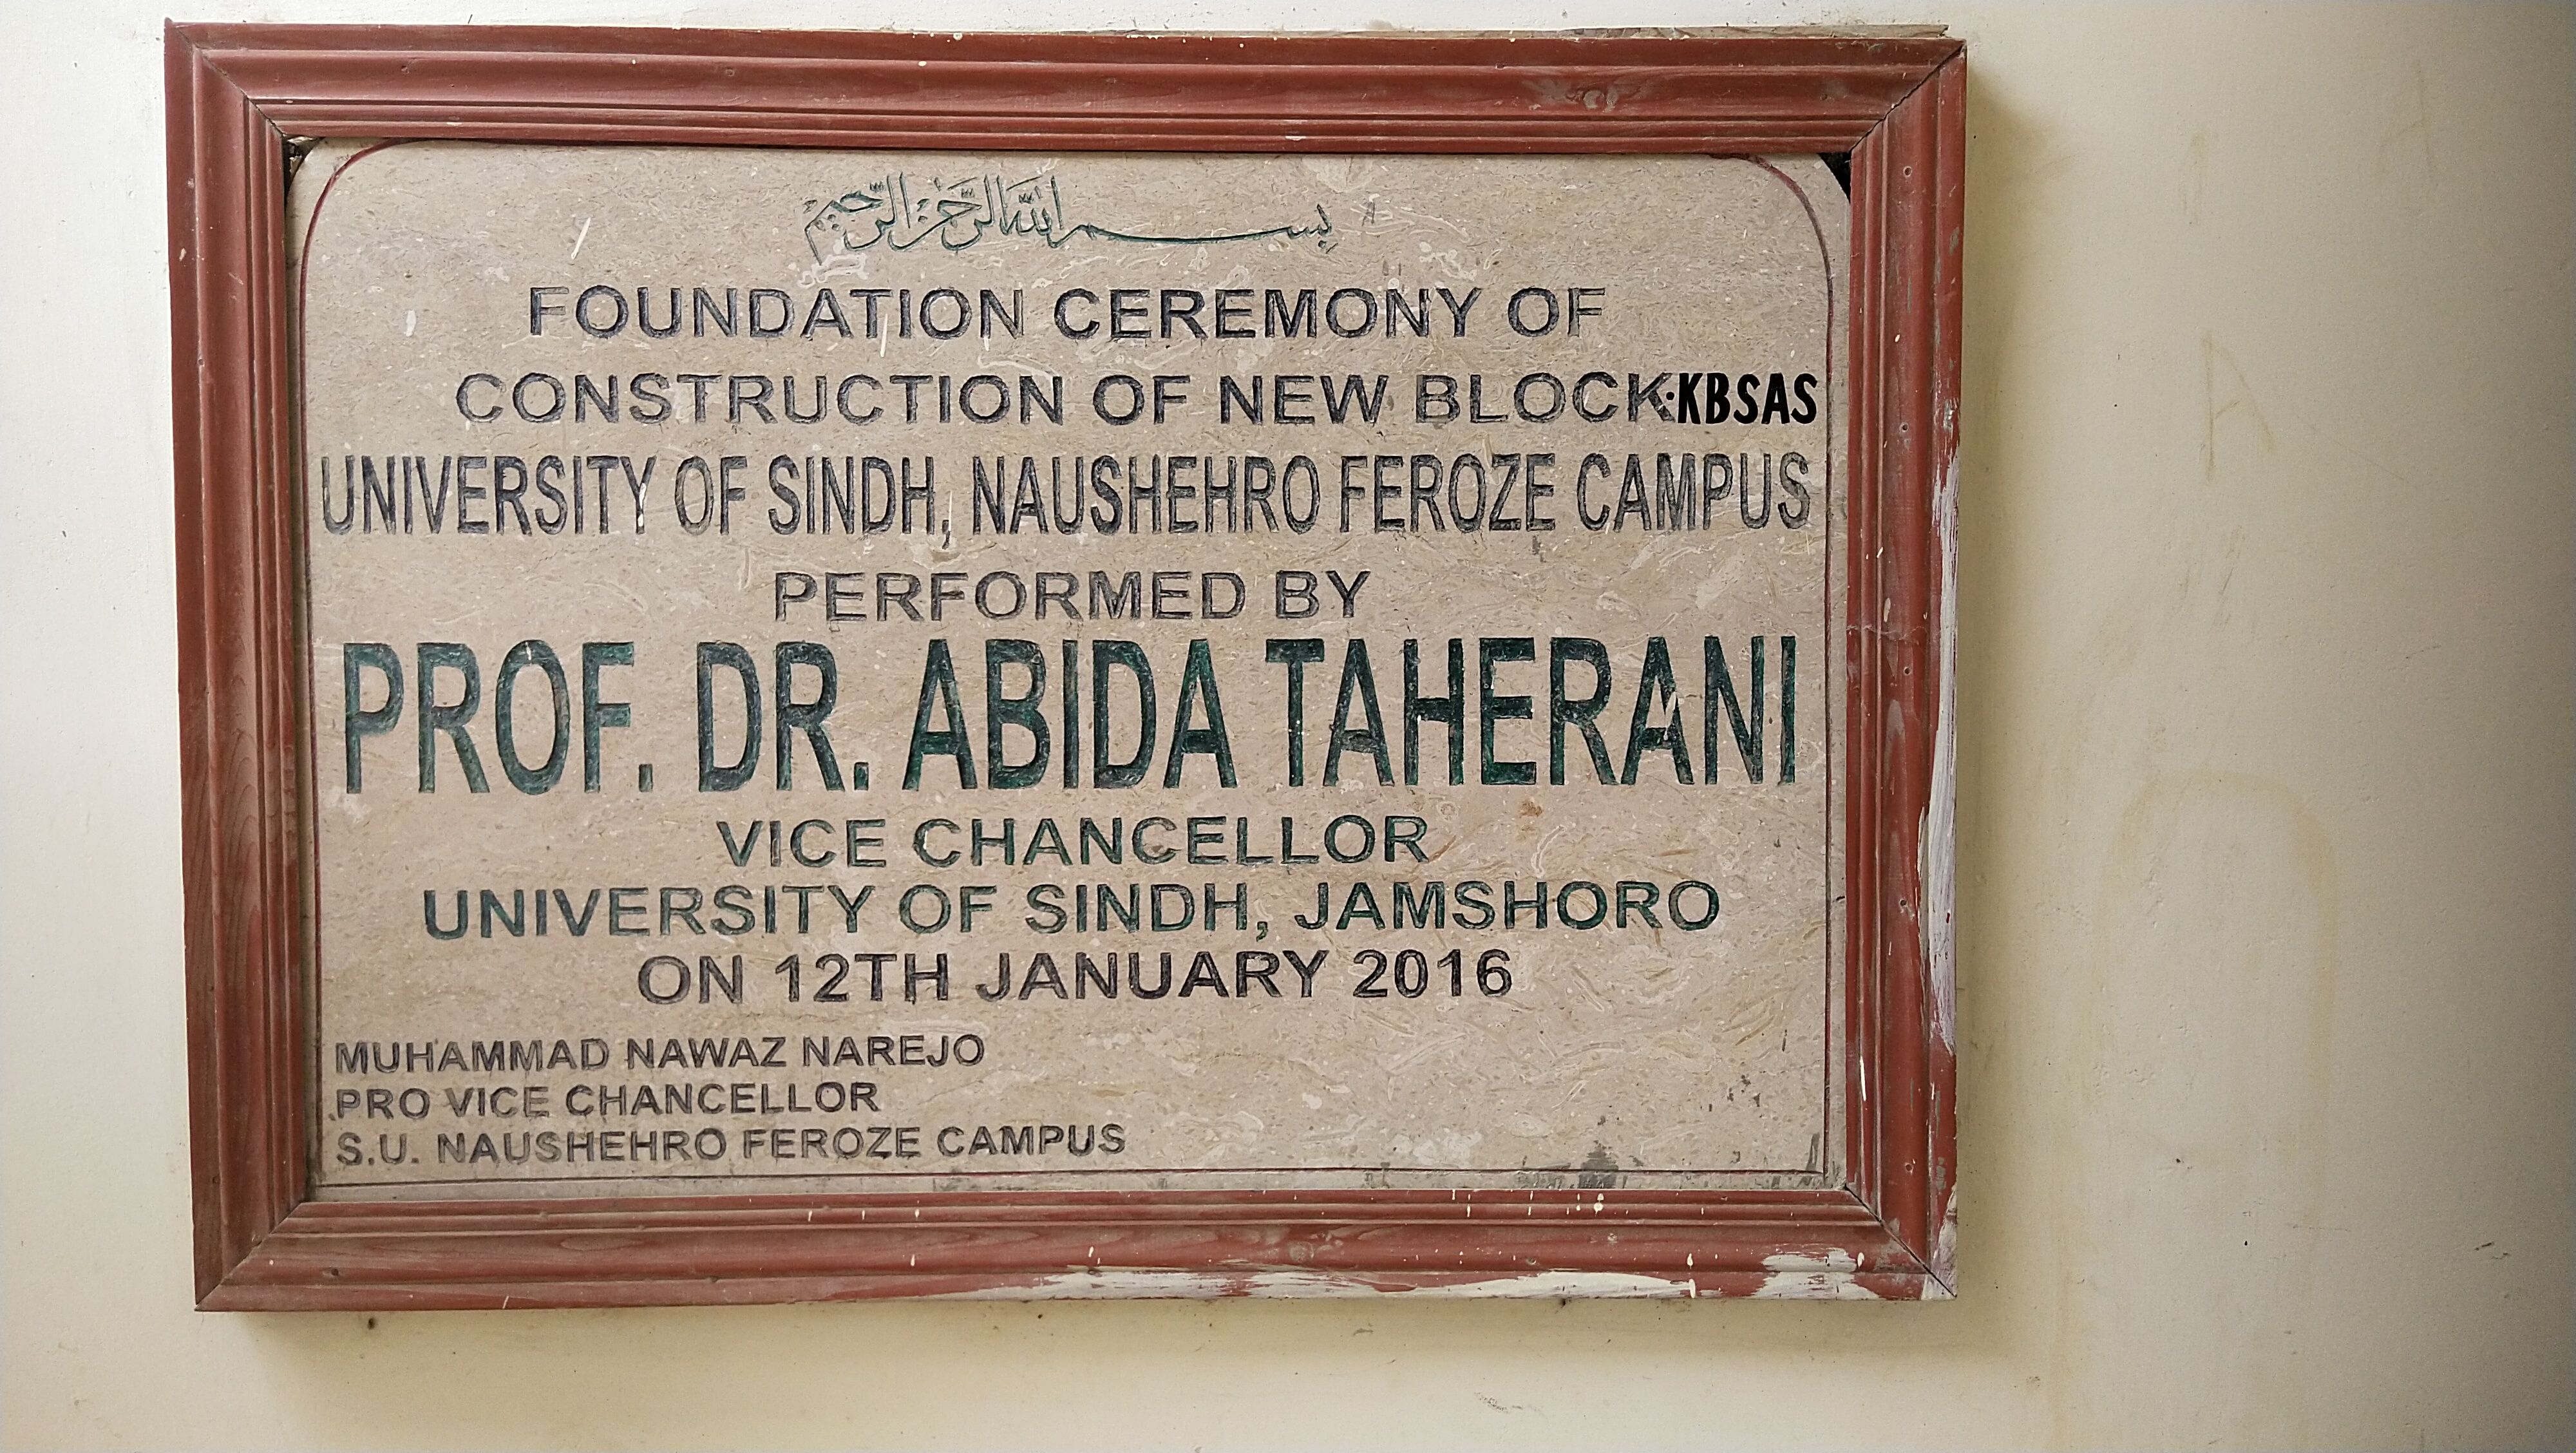 بسم الله الرحمن الرحيم
FOUNDATION CEREMONY OF
CONSTRUCTION OF NEW BLOCK-KBSAS
UNIVERSITY OF SINDH, NAUSHEHRO FEROZE CAMPUS
PERFORMED BY
PROF. DR. ABIDA TAHERANI
VICE CHANCELLOR
UNIVERSITY OF SINDH, JAMSHORO
ON 12TH JANUARY 2016
MUHAMMAD NAWAZ NAREJO
PRO VICE CHANCELLOR
S.U. NAUSHEHRO FEROZE CAMPUS